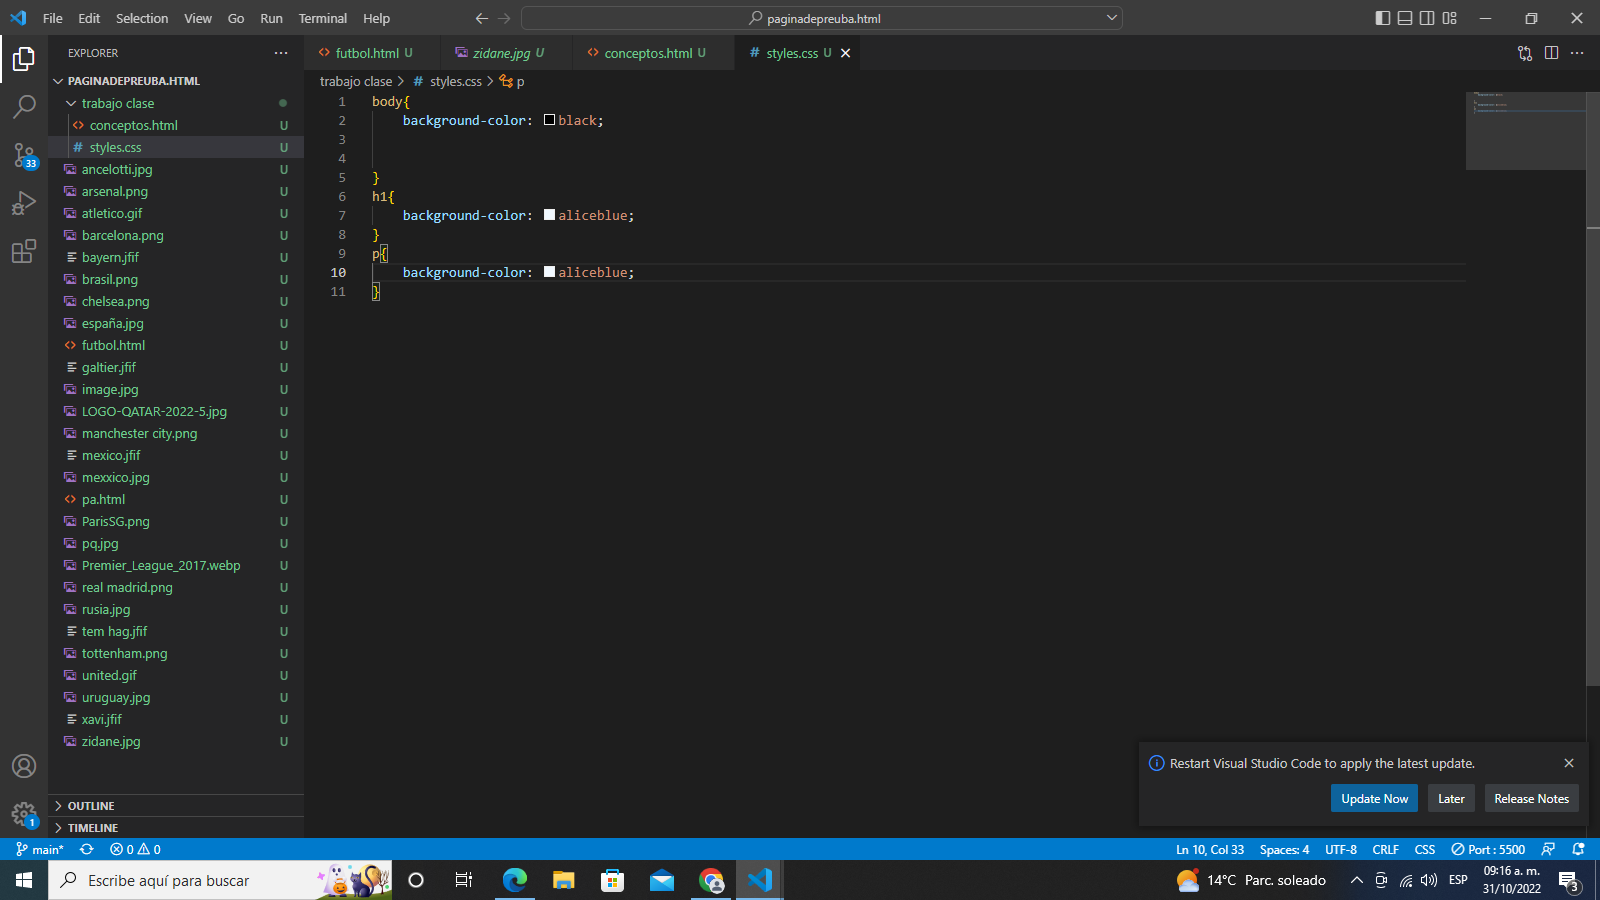 File Edit Selection View Go Run Terminal Help
paginadepreuba.html
EXPLORER
PAGINADEPREUBA.HTML
trabajo clase
conceptos.html U
styles.css U
ancelotti.jpg U
arsenal.png U
atletico.gif U
barcelona.png U
bayern.jfif U
brasil.png U
chelsea.png U
españa.jpg U
futbol.html U
galtier.jfif U
image.jpg U
LOGO-QATAR-2022-5.jpg U
manchester city.png U
mexico.jfif U
mexxico.jpg U
pa.html U
ParisSG.png U
pq.jpg U
Premier_League_2017.webp U
real madrid.png U
rusia.jpg U
tem hag.jfif U
tottenham.png U
united.gif U
uruguay.jpg U
xavi.jfif U
zidane.jpg U
OUTLINE
TIMELINE
33
1
futbol.html U zidane.jpg U conceptos.html U # styles.css U
trabajo clase > # styles.css > p
1 body{
2 background-color: black;
3
4
5 }
6 h1{
7 background-color: aliceblue;
8 }
9 p{
10 background-color: aliceblue;
11 }
Restart Visual Studio Code to apply the latest update.
Update Now Later Release Notes
main* 0 0 Ln 10, Col 33 Spaces: 4 UTF-8 CRLF CSS Port : 5500
Escribe aquí para buscar
14°C Parc. soleado ESP
09:16 a. m.
31/10/2022
3